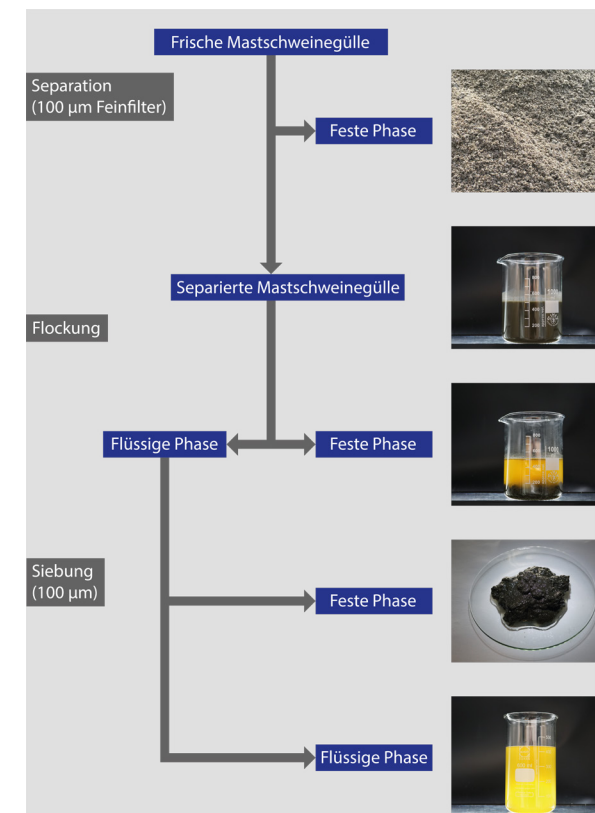 Frische Mastschweinegülle
Separation
(100 µm Feinfilter)
Feste Phase
Separierte Mastschweinegülle
Flockung
Flüssige Phase
Feste Phase
Siebung
(100 µm)
Feste Phase
Flüssige Phase